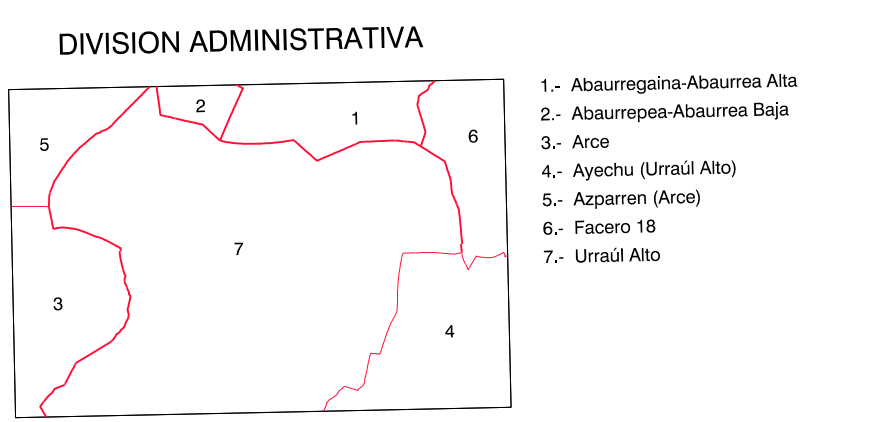 DIVISION ADMINISTRATIVA
1.- Abaurregaina-Abaurrea Alta
2.- Abaurrepea-Abaurrea Baja
3.- Arce
4.- Ayechu (Urraúl Alto)
5.- Azparren (Arce)
6.- Facero 18
7.- Urraúl Alto
2
1
5
6
7
3
4